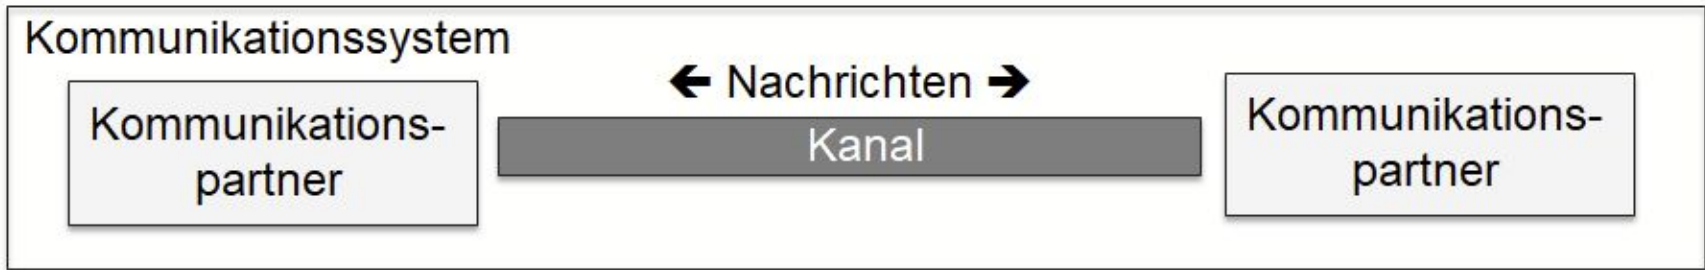 Kommunikationssystem
← Nachrichten →
Kommunikations-
partner
Kanal
Kommunikations-
partner